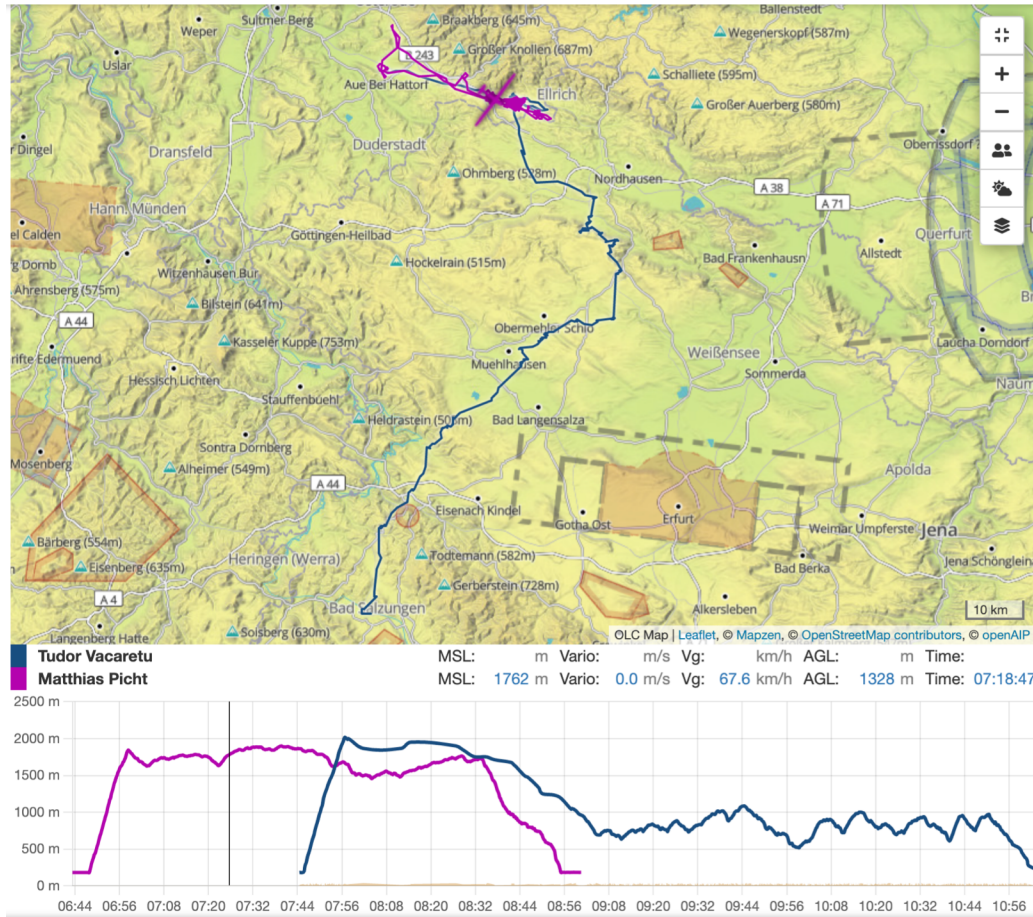 Sultmer Berg
Braakberg (645m)
Ballenstedt
Weper
Wegenerskopf (587m)
B 243
Großer Knollen (687m)
Uslar
Schalliete (595m)
Aue Bei Hattorf
Ellrich
Großer Auerberg (580m)
Dransfeld
Duderstadt
r Dingel
Ohmberg (528m)
Nordhausen
A 38
A 71
Hann. Münden
el Calden
Göttingen-Heilbad
Querfurt
Allstedt
Hockelrain (515m)
Bad Frankenhausn
g Dornb
Witzenhausen Bur
Ahrensberg (575m)
Bilstein (641m)
A 44
Obermehler Schlo
Kasseler Kuppe (753m)
Laucha Dorndorf
rifte Edermuend
Muehlhausen
Weißensee
Hessisch Lichten
Sommerda
Naum
Stauffenbuehl
Heldrastein (503m)
Bad Langensalza
Sontra Dornberg
Mosenberg
Alheimer (549m)
Apolda
A 44
Eisenach Kindel
Gotha Ost
Erfurt
Weimar Umpferste
Jena
Bärberg (554m)
Heringen (Werra)
Todtemann (582m)
Bad Berka
Jena Schönglein
Eisenberg (635m)
Gerberstein (728m)
A 4
Bad Salzungen
Alkersleben
10 km
Langenberg Hatte
Soisberg (630m)
OLC Map | Leaflet, © Mapzen, © OpenStreetMap contributors, © openAIP
Tudor Vacaretu MSL: m Vario: m/s Vg: km/h AGL: m Time:
Matthias Picht MSL: 1762 m Vario: 0.0 m/s Vg: 67.6 km/h AGL: 1328 m Time: 07:18:47
2500 m
2000 m
1500 m
1000 m
500 m
0 m
06:44 06:56 07:08 07:20 07:32 07:44 07:56 08:08 08:20 08:32 08:44 08:56 09:08 09:20 09:32 09:44 09:56 10:08 10:20 10:32 10:44 10:56